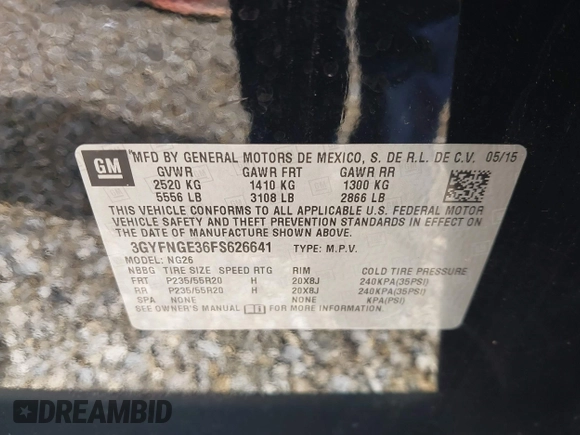 GM
MFD BY GENERAL MOTORS DE MEXICO, S. DE R.L. DE C.V. 05/15
GVWR GAWR FRT GAWR RR
2520 KG 1410 KG 1300 KG
5556 LB 3108 LB 2866 LB
THIS VEHICLE CONFORMS TO ALL APPLICABLE U.S. FEDERAL MOTOR
VEHICLE SAFETY AND THEFT PREVENTION STANDARDS IN EFFECT ON
THE DATE OF MANUFACTURE SHOWN ABOVE.
3GYFNGE36FS626641 TYPE: M.P.V.
MODEL: NG26
NBBG TIRE SIZE SPEED RTG RIM COLD TIRE PRESSURE
FRT P235/55R20 H 20X8J 240KPA(35PSI)
RR P235/55R20 H 20X8J 240KPA(35PSI)
SPA NONE NONE KPA(PSI)
SEE OWNER'S MANUAL FOR MORE INFORMATION.
DREAMBID